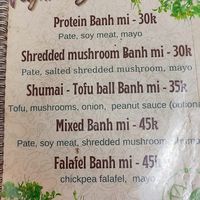 Protein Banh mi - 30k
Pate, soy meat, mayo
Shredded mushroom Banh mi - 30k
Pate, salted shredded mushroom, mayo
Shumai - Tofu ball Banh mi - 35k
Tofu, mushrooms, onion, peanut sauce (optiona
Mixed Banh mi - 45k
Pate, soy meat, shredded mushroom
Falafel Banh mi - 45k
chickpea falafel, mayo